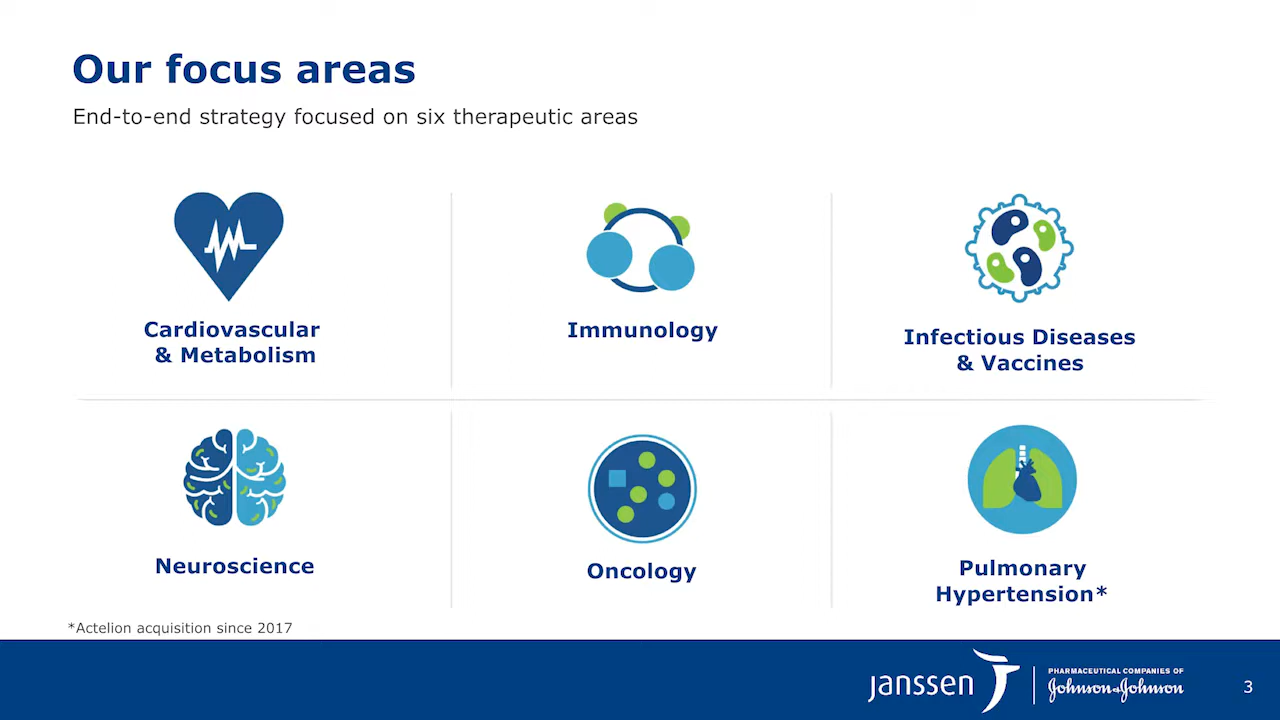 Our focus areas
End-to-end strategy focused on six therapeutic areas
Cardiovascular
& Metabolism
Immunology
Infectious Diseases
& Vaccines
Neuroscience
Oncology
Pulmonary
Hypertension*
*Actelion acquisition since 2017
janssen
PHARMACEUTICAL COMPANIES OF
Johnson & Johnson
3